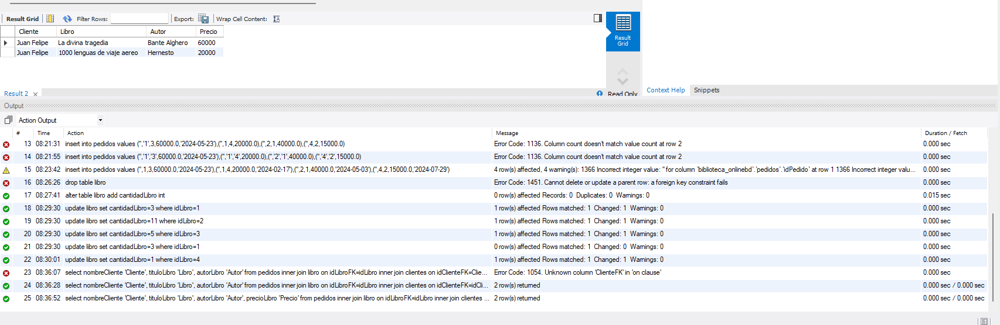 Result Grid Filter Rows: Export: Wrap Cell Content:
Cliente Libro Autor Precio
Juan Felipe La divina tragedia Bante Alghero 60000
Juan Felipe 1000 lenguas de viaje aereo Hernesto 20000
Result Grid
Result 2 Read Only Context Help Snippets
Output
Action Output
# Time Action Message Duration / Fetch
13 08:21:31 insert into pedidos values ('','1',3,60000.0,'2024-05-23'),('',1,4,20000.0),('',2,1,40000.0),('',4,2,15000.0) Error Code: 1136. Column count doesn't match value count at row 2 0.000 sec
14 08:21:55 insert into pedidos values ('','1','3',60000.0,'2024-05-23'),('','1','4',20000.0),('','2','1',40000.0),('','4','2',15000.0) Error Code: 1136. Column count doesn't match value count at row 2 0.000 sec
15 08:23:42 insert into pedidos values ('',1,3,60000.0,'2024-05-23'),('',1,4,20000.0,'2024-02-17'),('',2,1,40000.0,'2024-05-03'),('',4,2,15000.0,'2024-07-29') 4 row(s) affected, 4 warning(s): 1366 Incorrect integer value: '' for column `biblioteca_onlinebd`.`pedidos`.`idPedido` at row 1 1366 Incorrect integer valu... 0.000 sec
16 08:26:26 drop table libro Error Code: 1451. Cannot delete or update a parent row: a foreign key constraint fails 0.000 sec
17 08:27:41 alter table libro add cantidadLibro int 0 row(s) affected Records: 0 Duplicates: 0 Warnings: 0 0.015 sec
18 08:29:30 update libro set cantidadLibro=3 where idLibro=1 1 row(s) affected Rows matched: 1 Changed: 1 Warnings: 0 0.000 sec
19 08:29:30 update libro set cantidadLibro=11 where idLibro=2 1 row(s) affected Rows matched: 1 Changed: 1 Warnings: 0 0.000 sec
20 08:29:30 update libro set cantidadLibro=5 where idLibro=3 1 row(s) affected Rows matched: 1 Changed: 1 Warnings: 0 0.000 sec
21 08:29:30 update libro set cantidadLibro=3 where idLibro=1 0 row(s) affected Rows matched: 1 Changed: 0 Warnings: 0 0.000 sec
22 08:30:01 update libro set cantidadLibro=1 where idLibro=4 1 row(s) affected Rows matched: 1 Changed: 1 Warnings: 0 0.000 sec
23 08:36:07 select nombreCliente 'Cliente', tituloLibro 'Libro', autorLibro 'Autor' from pedidos inner join libro on idLibroFK=idLibro inner join clientes on idClienteFK=Clie... Error Code: 1054. Unknown column 'ClienteFK' in 'on clause' 0.000 sec
24 08:36:28 select nombreCliente 'Cliente', tituloLibro 'Libro', autorLibro 'Autor' from pedidos inner join libro on idLibroFK=idLibro inner join clientes on idClienteFK=idCli... 2 row(s) returned 0.000 sec / 0.000 sec
25 08:36:52 select nombreCliente 'Cliente', tituloLibro 'Libro', autorLibro 'Autor', precioLibro 'Precio' from pedidos inner join libro on idLibroFK=idLibro inner join clientes ... 2 row(s) returned 0.000 sec / 0.000 sec